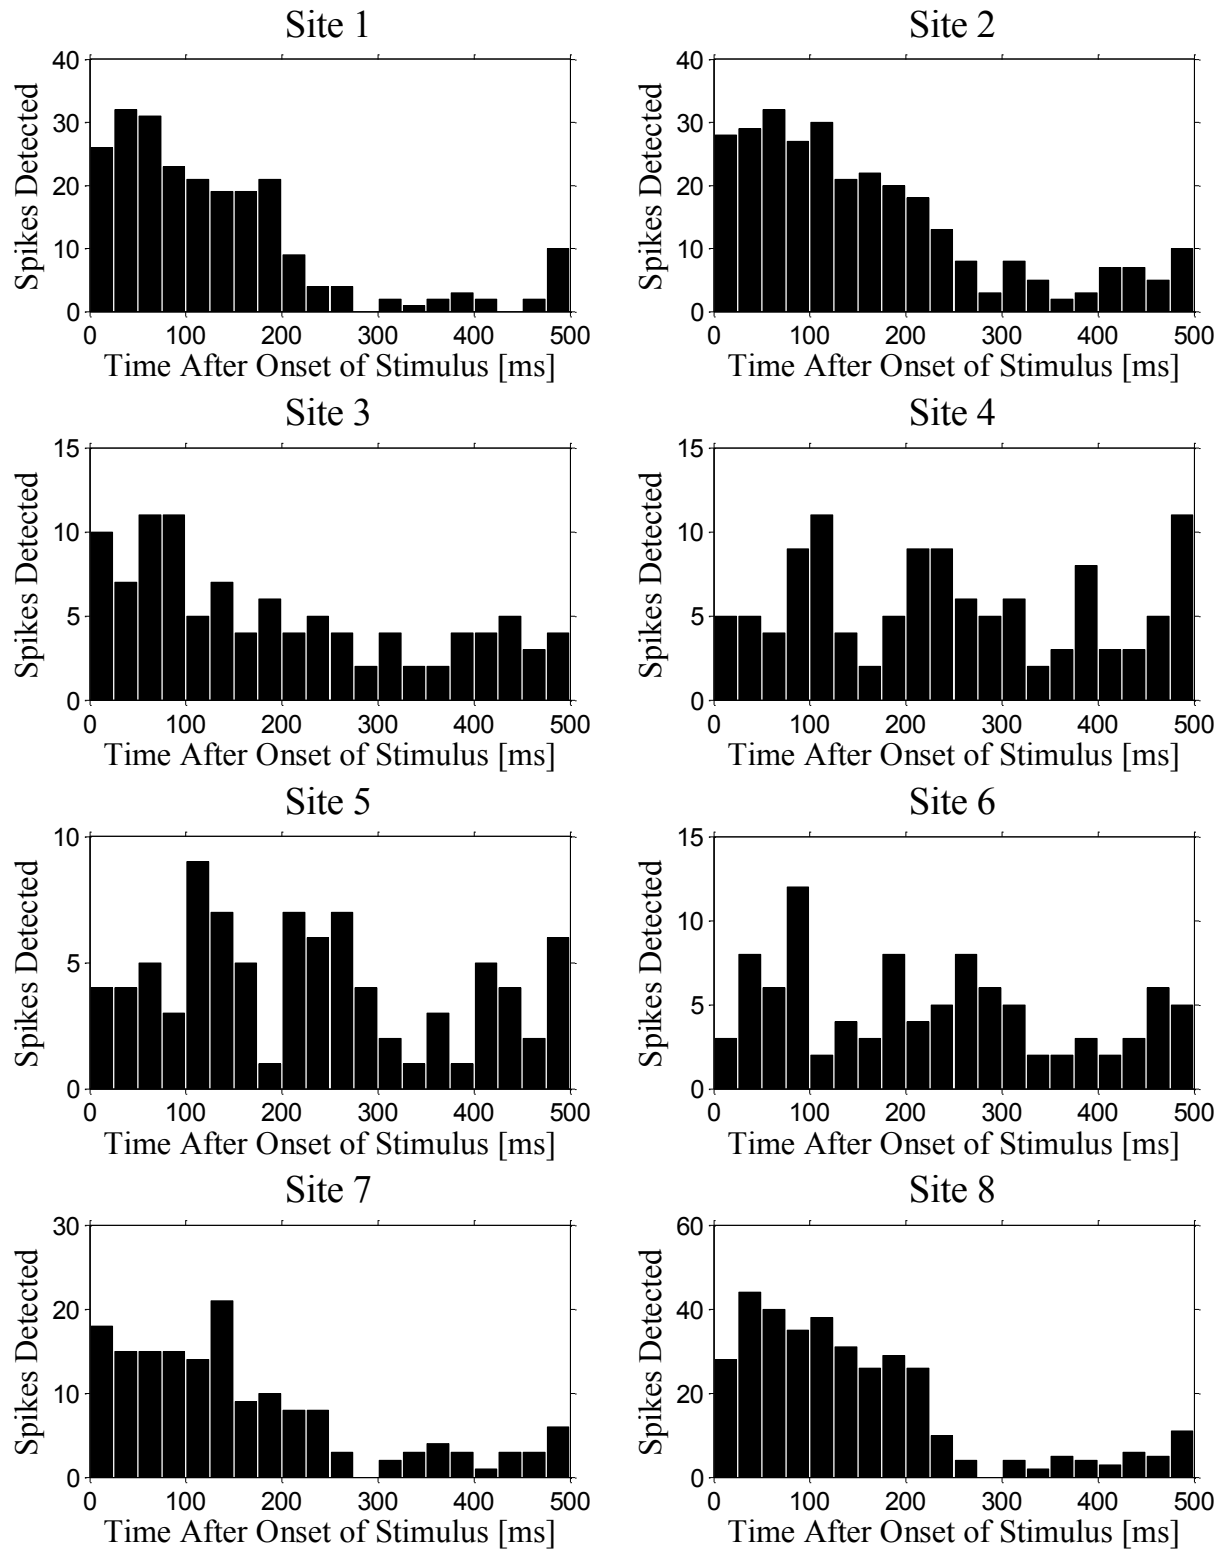 Site 1
Site 2
40
30
20
10
0
Spikes Detected
0 100 200 300 400 500
Time After Onset of Stimulus [ms]
40
30
20
10
0
Spikes Detected
0 100 200 300 400 500
Time After Onset of Stimulus [ms]
Site 3
Site 4
15
10
5
0
Spikes Detected
0 100 200 300 400 500
Time After Onset of Stimulus [ms]
15
10
5
0
Spikes Detected
0 100 200 300 400 500
Time After Onset of Stimulus [ms]
Site 5
Site 6
10
5
0
Spikes Detected
0 100 200 300 400 500
Time After Onset of Stimulus [ms]
15
10
5
0
Spikes Detected
0 100 200 300 400 500
Time After Onset of Stimulus [ms]
Site 7
Site 8
30
20
10
0
Spikes Detected
0 100 200 300 400 500
Time After Onset of Stimulus [ms]
60
40
20
0
Spikes Detected
0 100 200 300 400 500
Time After Onset of Stimulus [ms]